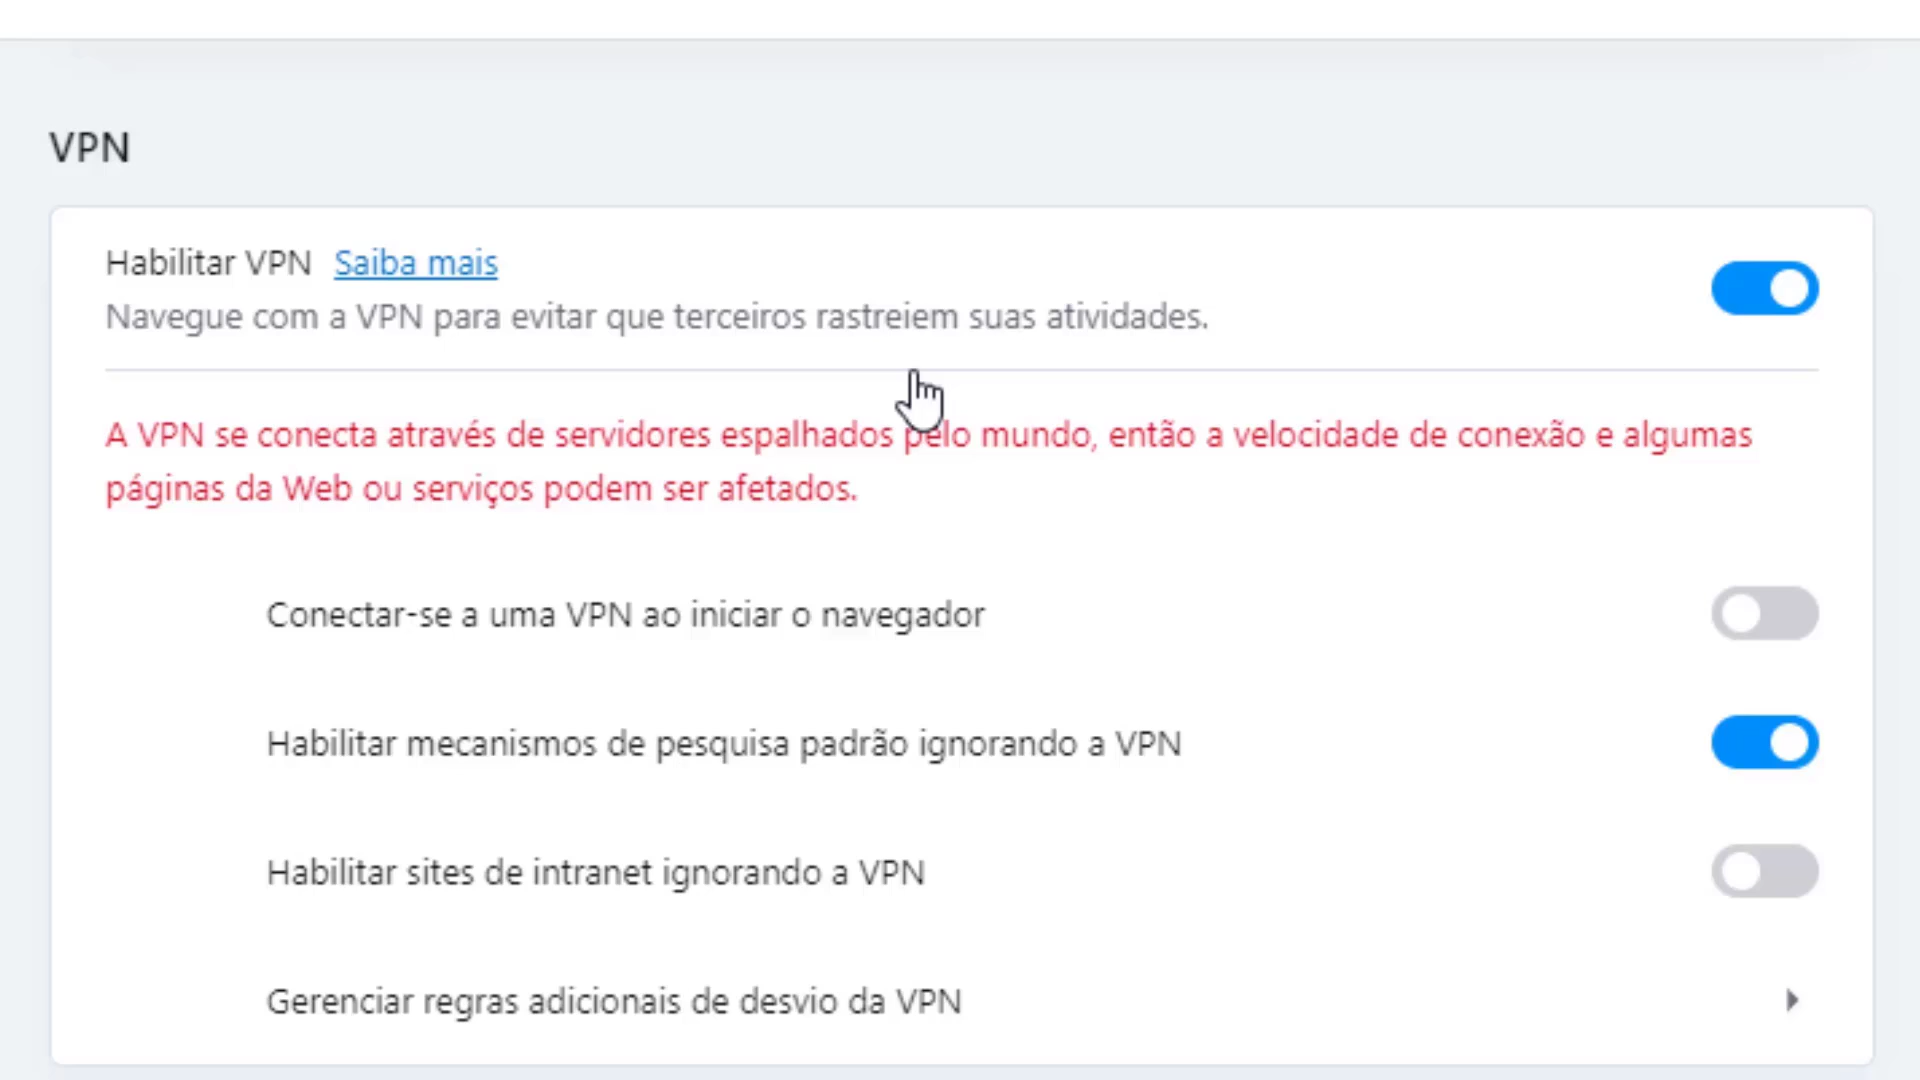 VPN
Habilitar VPN Saiba mais
Navegue com a VPN para evitar que terceiros rastreiem suas atividades.
A VPN se conecta através de servidores espalhados pelo mundo, então a velocidade de conexão e algumas
páginas da Web ou serviços podem ser afetados.
Conectar-se a uma VPN ao iniciar o navegador
Habilitar mecanismos de pesquisa padrão ignorando a VPN
Habilitar sites de intranet ignorando a VPN
Gerenciar regras adicionais de desvio da VPN